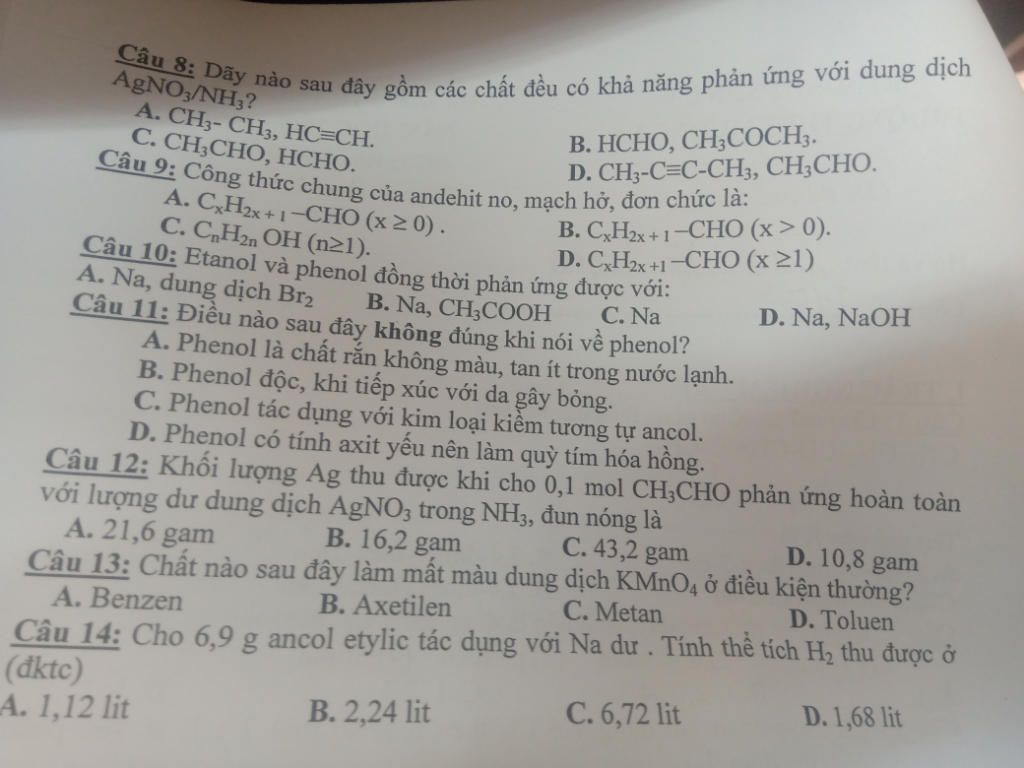 Câu 8: Dãy nào sau đây gồm các chất đều có khả năng phản ứng với dung dịch
AgNO₃/NH₃?
A. CH₃- CH₃, HC≡CH. B. HCHO, CH₃COCH₃.
C. CH₃CHO, HCHO. D. CH₃-C≡C-CH₃, CH₃CHO.
Câu 9: Công thức chung của andehit no, mạch hở, đơn chức là:
A. CₓH₂ₓ₊₁–CHO (x ≥ 0) . B. CₓH₂ₓ₊₁–CHO (x > 0).
C. CₙH₂ₙ OH (n≥1). D. CₓH₂ₓ₊₁–CHO (x ≥1)
Câu 10: Etanol và phenol đồng thời phản ứng được với:
A. Na, dung dịch Br₂ B. Na, CH₃COOH C. Na D. Na, NaOH
Câu 11: Điều nào sau đây không đúng khi nói về phenol?
A. Phenol là chất rắn không màu, tan ít trong nước lạnh.
B. Phenol độc, khi tiếp xúc với da gây bỏng.
C. Phenol tác dụng với kim loại kiềm tương tự ancol.
D. Phenol có tính axit yếu nên làm quỳ tím hóa hồng.
Câu 12: Khối lượng Ag thu được khi cho 0,1 mol CH₃CHO phản ứng hoàn toàn
với lượng dư dung dịch AgNO₃ trong NH₃, đun nóng là
A. 21,6 gam B. 16,2 gam C. 43,2 gam D. 10,8 gam
Câu 13: Chất nào sau đây làm mất màu dung dịch KMnO₄ ở điều kiện thường?
A. Benzen B. Axetilen C. Metan D. Toluen
Câu 14: Cho 6,9 g ancol etylic tác dụng với Na dư . Tính thể tích H₂ thu được ở
(đktc)
A. 1,12 lit B. 2,24 lit C. 6,72 lit D. 1,68 lit